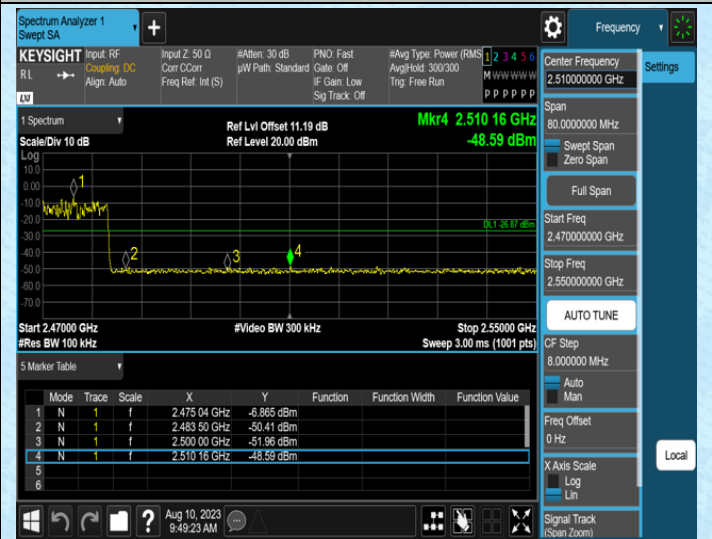 Spectrum Analyzer 1
Swept SA
+
Frequency
KEYSIGHT
RL
LXI
Input: RF
Coupling: DC
Align: Auto
Input Z: 50 Ω
Corr CCorr
Freq Ref: Int (S)
#Atten: 30 dB
µW Path: Standard
PNO: Fast
Gate: Off
IF Gain: Low
Sig Track: Off
#Avg Type: Power (RMS
Avg|Hold: 300/300
Trig: Free Run
1 2 3 4 5 6
M W W W W W
P P P P P P
1 Spectrum
Scale/Div 10 dB
Log
Ref Lvl Offset 11.19 dB
Ref Level 20.00 dBm
Mkr4 2.510 16 GHz
-48.59 dBm
10.0
0.00
-10.0
-20.0
-30.0
-40.0
-50.0
-60.0
-70.0
1
2
3
4
DL1 -26.87 dBm
Start 2.47000 GHz
#Res BW 100 kHz
#Video BW 300 kHz
Stop 2.55000 GHz
Sweep 3.00 ms (1001 pts)
5 Marker Table
Mode Trace Scale X Y Function Function Width Function Value
1 N 1 f 2.475 04 GHz -6.865 dBm
2 N 1 f 2.483 50 GHz -50.41 dBm
3 N 1 f 2.500 00 GHz -51.96 dBm
4 N 1 f 2.510 16 GHz -48.59 dBm
5
6
?
Aug 10, 2023
9:49:23 AM
Center Frequency
2.510000000 GHz
Settings
Span
80.0000000 MHz
Swept Span
Zero Span
Full Span
Start Freq
2.470000000 GHz
Stop Freq
2.550000000 GHz
AUTO TUNE
CF Step
8.000000 MHz
Auto
Man
Freq Offset
0 Hz
X Axis Scale
Log
Lin
Local
Signal Track
(Span Zoom)